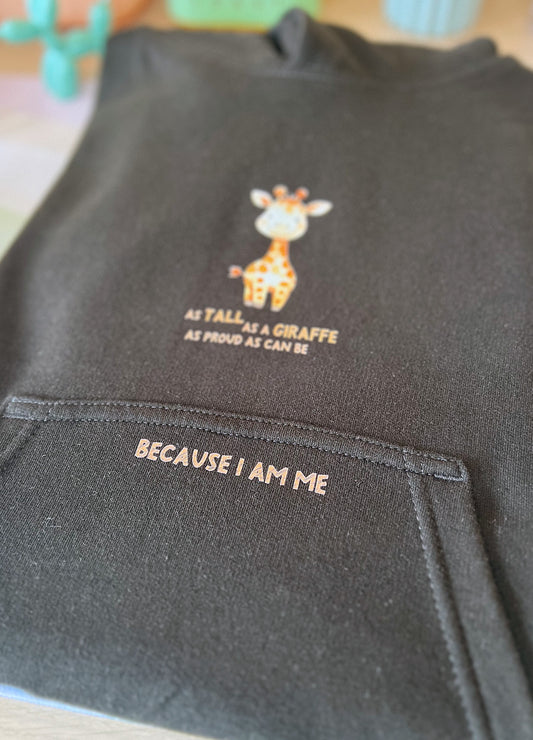 AS TALL AS A GIRAFFE
AS PROUD AS CAN BE
BECAUSE I AM ME